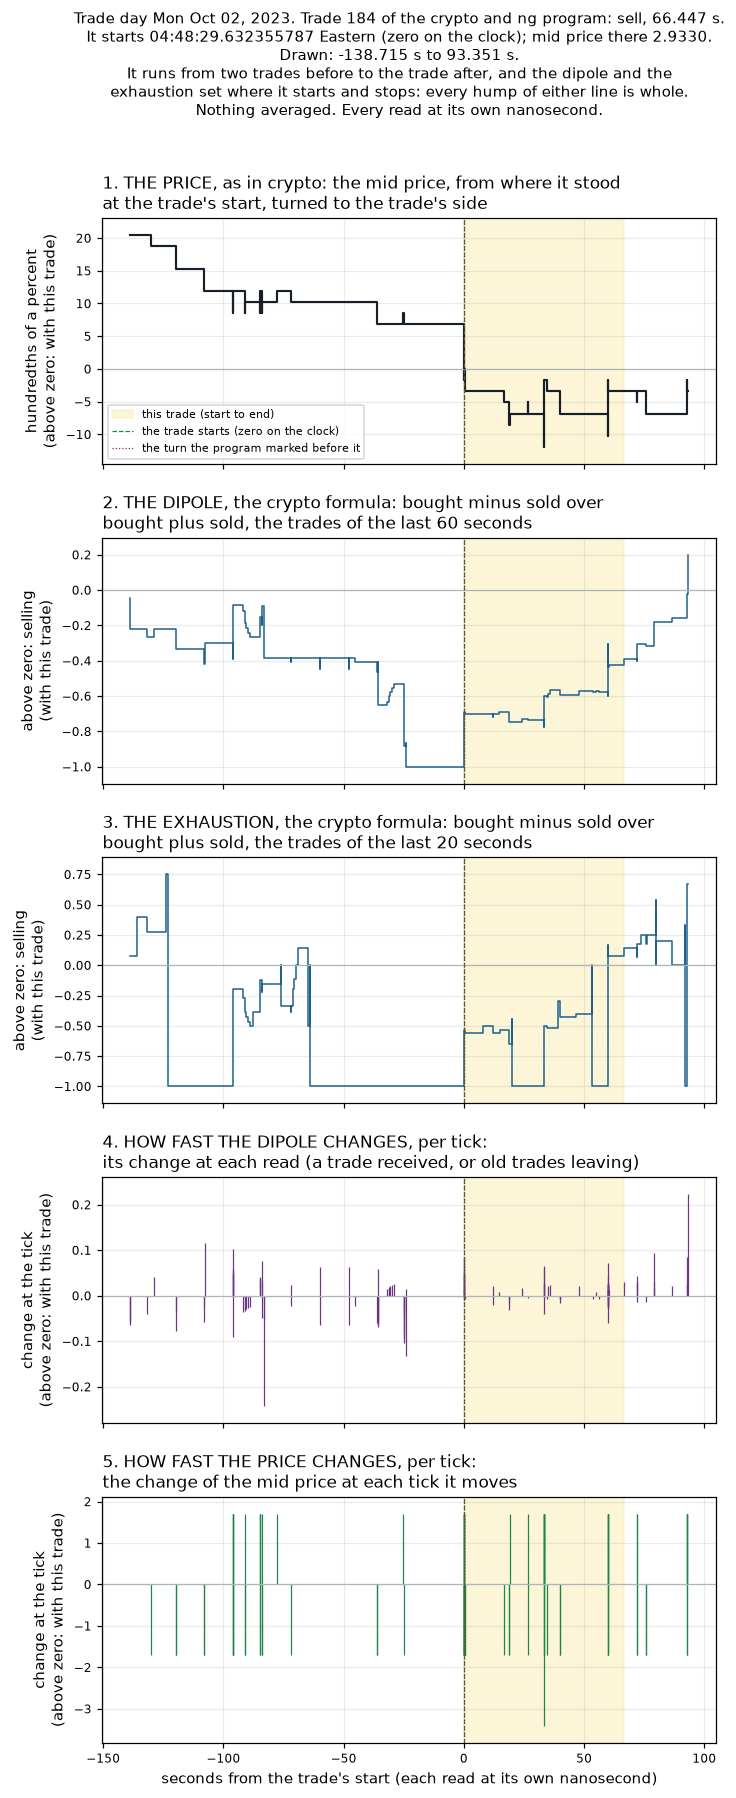 Trade day Mon Oct 02, 2023. Trade 184 of the crypto and ng program: sell, 66.447 s.
It starts 04:48:29.632355787 Eastern (zero on the clock); mid price there 2.9330.
Drawn: -138.715 s to 93.351 s.
It runs from two trades before to the trade after, and the dipole and the
exhaustion set where it starts and stops: every hump of either line is whole.
Nothing averaged. Every read at its own nanosecond.
1. THE PRICE, as in crypto: the mid price, from where it stood
at the trade's start, turned to the trade's side
hundredths of a percent
(above zero: with this trade)
20
15
10
5
0
−5
−10
this trade (start to end)
the trade starts (zero on the clock)
the turn the program marked before it
2. THE DIPOLE, the crypto formula: bought minus sold over
bought plus sold, the trades of the last 60 seconds
above zero: selling
(with this trade)
0.2
0.0
−0.2
−0.4
−0.6
−0.8
−1.0
3. THE EXHAUSTION, the crypto formula: bought minus sold over
bought plus sold, the trades of the last 20 seconds
above zero: selling
(with this trade)
0.75
0.50
0.25
0.00
−0.25
−0.50
−0.75
−1.00
4. HOW FAST THE DIPOLE CHANGES, per tick:
its change at each read (a trade received, or old trades leaving)
change at the tick
(above zero: with this trade)
0.2
0.1
0.0
−0.1
−0.2
5. HOW FAST THE PRICE CHANGES, per tick:
the change of the mid price at each tick it moves
change at the tick
(above zero: with this trade)
2
1
0
−1
−2
−3
−150
−100
−50
0
50
100
seconds from the trade's start (each read at its own nanosecond)